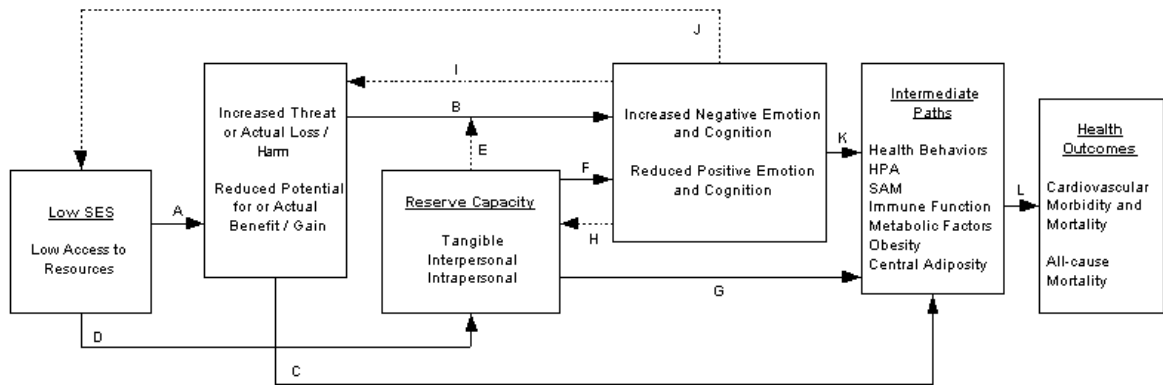 J
I
B
E
F
H
K
A
D
C
G
L
Low SES
Low Access to
Resources
Increased Threat
or Actual Loss /
Harm
Reduced Potential
for or Actual
Benefit / Gain
Reserve Capacity
Tangible
Interpersonal
Intrapersonal
Increased Negative Emotion
and Cognition
Reduced Positive Emotion
and Cognition
Intermediate
Paths
Health Behaviors
HPA
SAM
Immune Function
Metabolic Factors
Obesity
Central Adiposity
Health
Outcomes
Cardiovascular
Morbidity and
Mortality
All-cause
Mortality